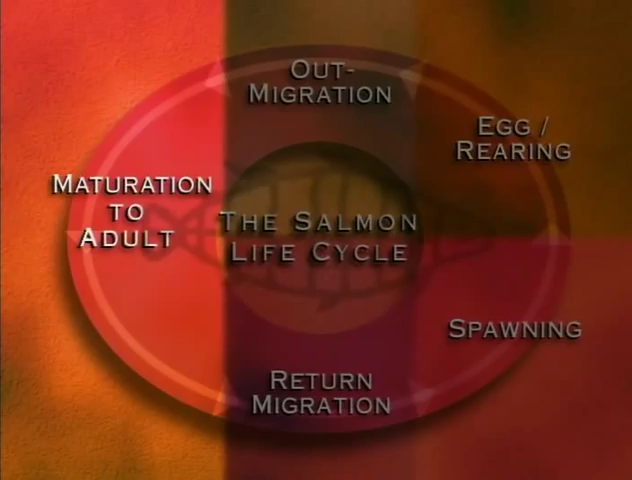 OUT-
MIGRATION
EGG /
REARING
MATURATION
TO
ADULT
THE SALMON
LIFE CYCLE
SPAWNING
RETURN
MIGRATION